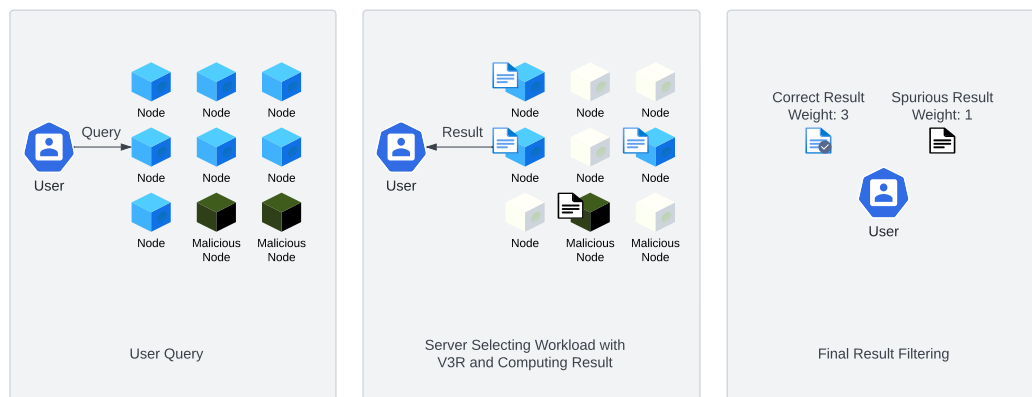 Node
Node
Node
Query
User
Node
Node
Node
Node
Malicious
Node
Malicious
Node
User Query
Node
Node
Node
Result
User
Node
Node
Node
Node
Malicious
Node
Malicious
Node
Server Selecting Workload with
V3R and Computing Result
Correct Result
Weight: 3
Spurious Result
Weight: 1
User
Final Result Filtering